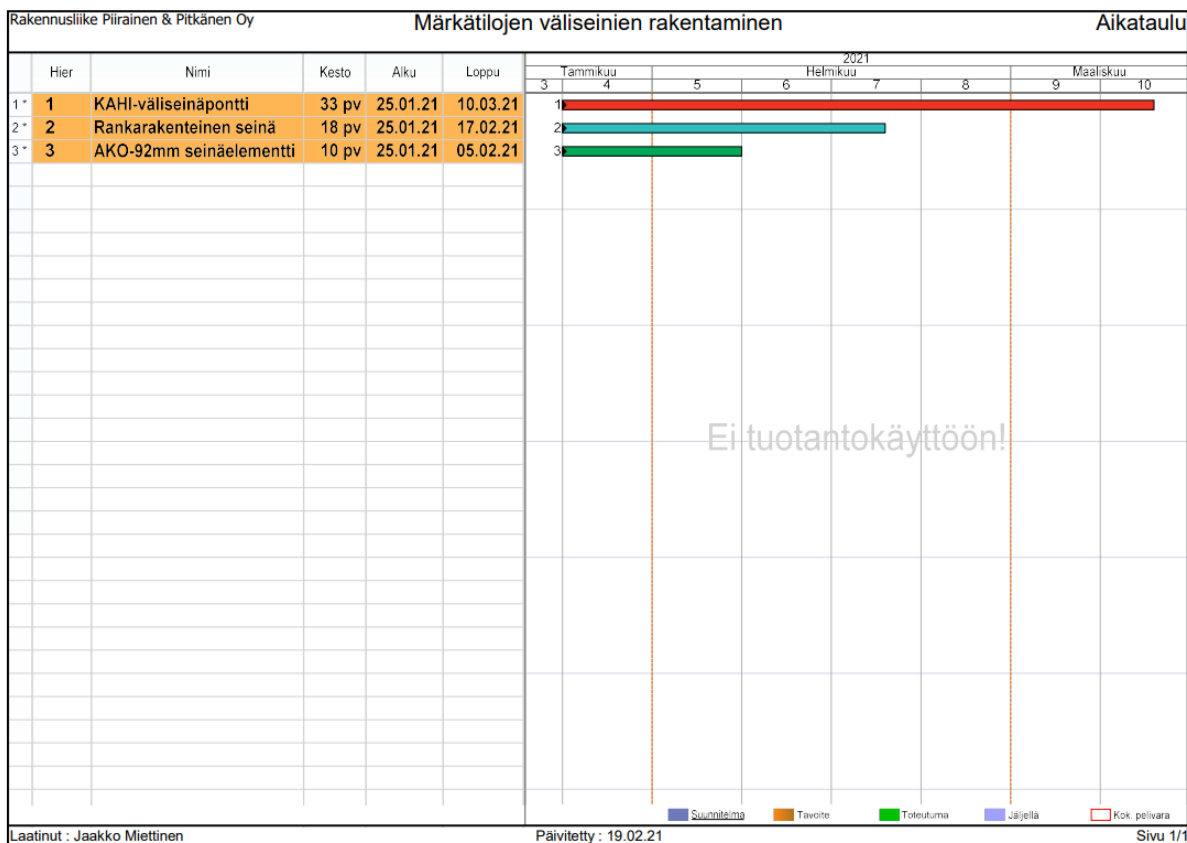 Rakennusliike Piirainen & Pitkänen Oy Märkätilojen väliseinien rakentaminen Aikataulu
2021
Hier Nimi Kesto Alku Loppu Tammikuu Helmikuu Maaliskuu
3 4 5 6 7 8 9 10
1 * 1 KAHI-väliseinäpontti 33 pv 25.01.21 10.03.21 1
2 * 2 Rankarakenteinen seinä 18 pv 25.01.21 17.02.21 2
3 * 3 AKO-92mm seinäelementti 10 pv 25.01.21 05.02.21 3
Ei tuotantokäyttöön!
Suunnitelma Tavoite Toteutuma Jäljellä Kok. pelivara
Laatinut : Jaakko Miettinen Päivitetty : 19.02.21 Sivu 1/1